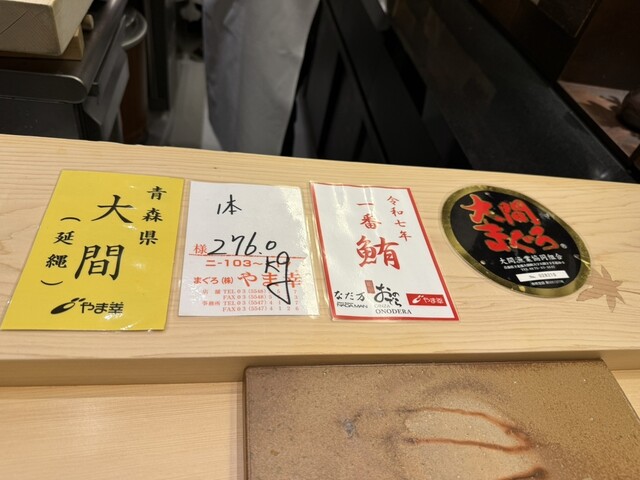 青森県
大間
（延縄）
やま幸
1本
276.0
kg
様
ニ-103~
まぐろ（株）やま幸
令和七年
一番鮪
なだ万
おのでら
GINZA
ONODERA
やま幸
大間
まぐろ
大間漁業協同組合